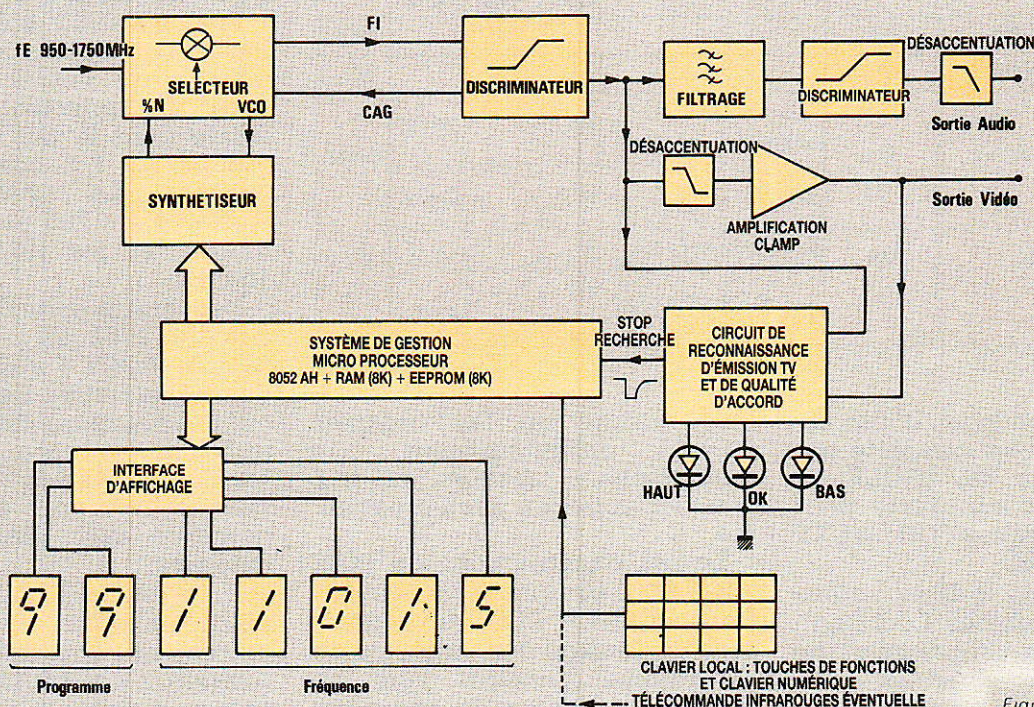 fE 950-1750MHz
SELECTEUR
%N
VCO
FI
CAG
DISCRIMINATEUR
FILTRAGE
DISCRIMINATEUR
DÉSACCENTUATION
Sortie Audio
SYNTHETISEUR
DÉSACCENTUATION
AMPLIFICATION
CLAMP
Sortie Vidéo
SYSTÈME DE GESTION
MICRO PROCESSEUR
8052 AH + RAM (8K) + EEPROM (8K)
STOP
RECHERCHE
CIRCUIT DE
RECONNAISSANCE
D'ÉMISSION TV
ET DE QUALITÉ
D'ACCORD
HAUT
OK
BAS
INTERFACE
D'AFFICHAGE
9 9 1 1 0 1. 5
Programme
Fréquence
CLAVIER LOCAL : TOUCHES DE FONCTIONS
ET CLAVIER NUMÉRIQUE
TÉLÉCOMMANDE INFRAROUGES ÉVENTUELLE